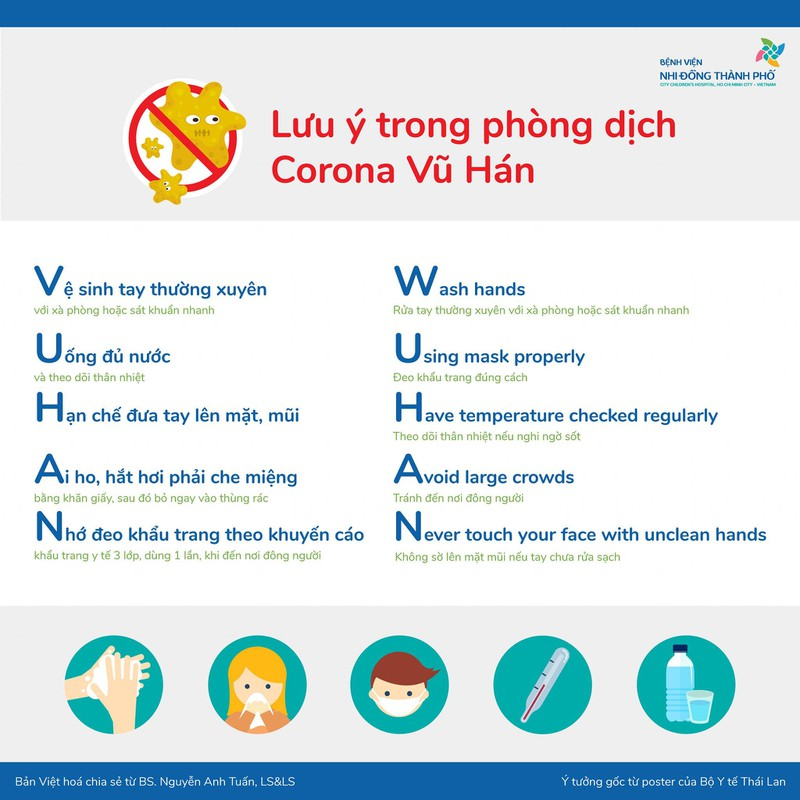 BỆNH VIỆN
NHI ĐỒNG THÀNH PHỐ
CITY CHILDREN'S HOSPITAL, HO CHI MINH CITY - VIETNAM
Lưu ý trong phòng dịch
Corona Vũ Hán
Vệ sinh tay thường xuyên
với xà phòng hoặc sát khuẩn nhanh
Uống đủ nước
và theo dõi thân nhiệt
Hạn chế đưa tay lên mặt, mũi
Ai ho, hắt hơi phải che miệng
bằng khăn giấy, sau đó bỏ ngay vào thùng rác
Nhớ đeo khẩu trang theo khuyến cáo
khẩu trang y tế 3 lớp, dùng 1 lần, khi đến nơi đông người
Wash hands
Rửa tay thường xuyên với xà phòng hoặc sát khuẩn nhanh
Using mask properly
Đeo khẩu trang đúng cách
Have temperature checked regularly
Theo dõi thân nhiệt nếu nghi ngờ sốt
Avoid large crowds
Tránh đến nơi đông người
Never touch your face with unclean hands
Không sờ lên mặt mũi nếu tay chưa rửa sạch
Bản Việt hoá chia sẻ từ BS. Nguyễn Anh Tuấn, LS&LS
Ý tưởng gốc từ poster của Bộ Y tế Thái Lan